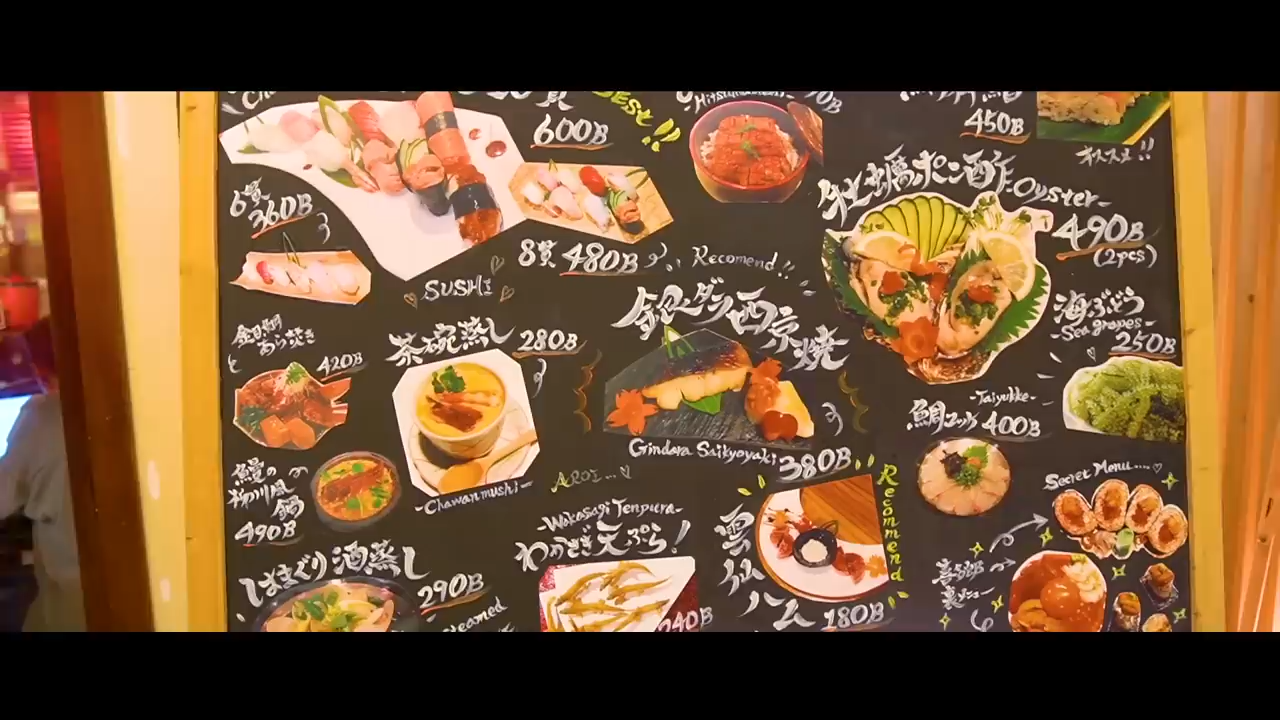 600B
BEST!!
450B
オススメ!!
6貫
360B
8貫 480B
Recomend!!
SUSHI
牡蠣ポン酢
-Oyster-
490B
(2pcs)
海ぶどう
-Sea grapes-
250B
金目鯛
あら炊き
420B
茶碗蒸し 280B
-Chawanmushi-
銀ダラ西京焼
Grindara Saikyoyaki
380B
-Taiyukke-
鯛ユッケ 400B
Secret Menu....
鰻の
柳川風
鍋
490B
AROI...
-Wakasagi Tenpura-
わかさぎ天ぷら!
240B
雲仙ハム 180B
Recommend
はまぐり酒蒸し
290B
裏メニュー